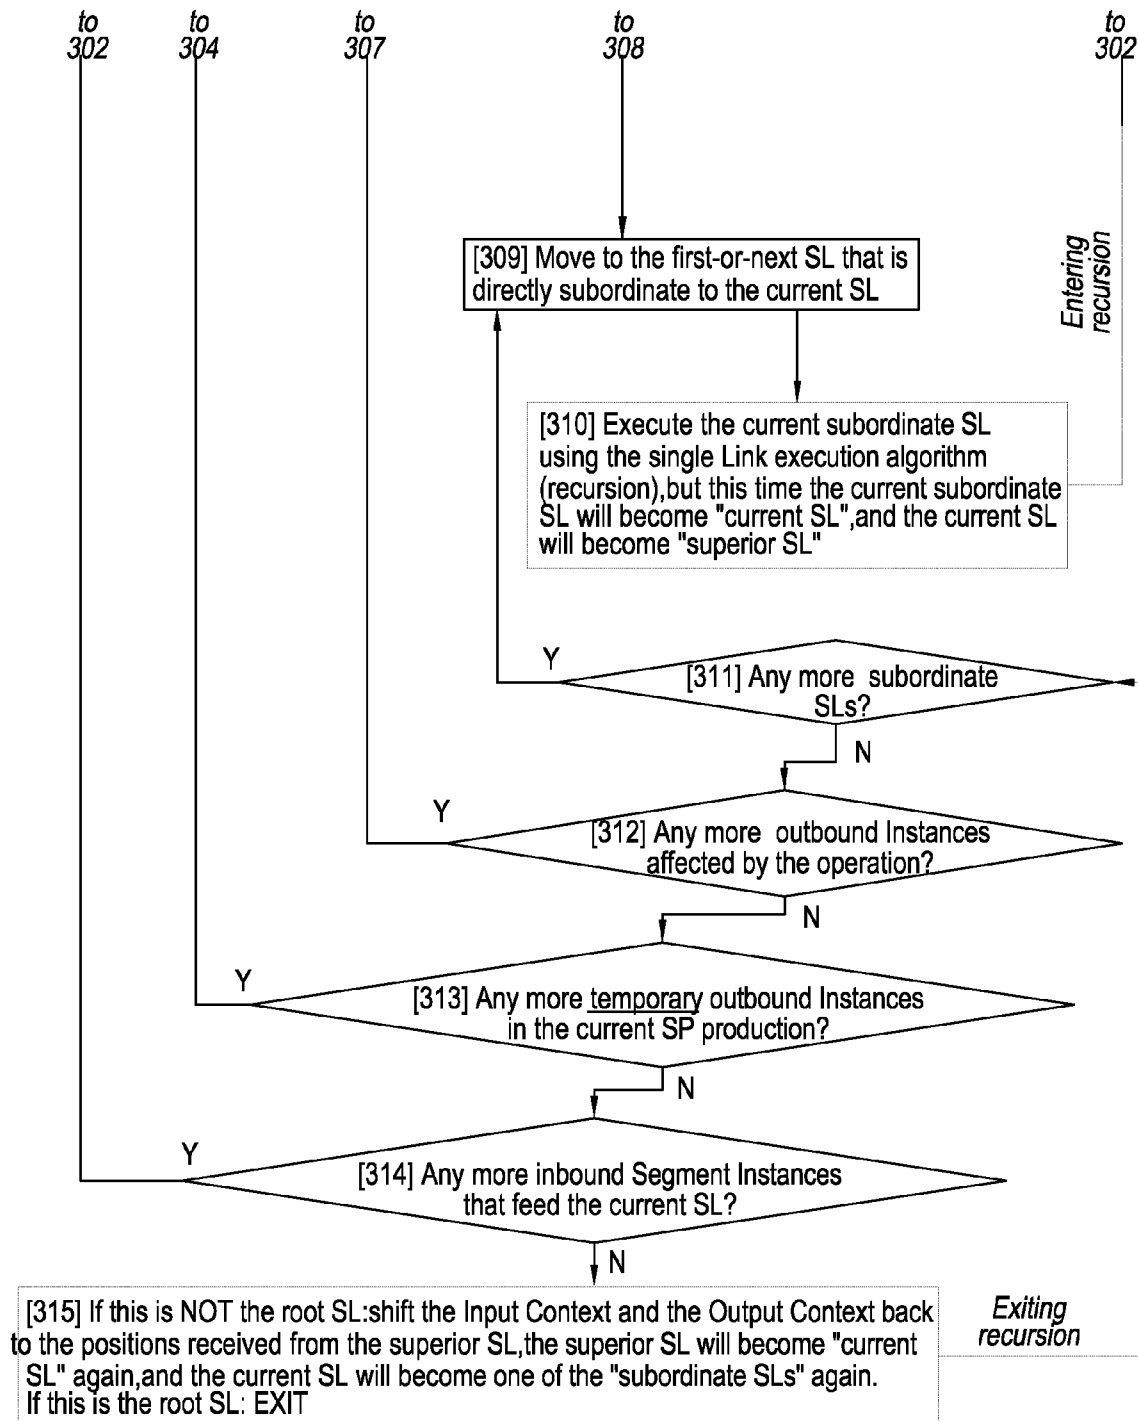 to
302
to
304
to
307
to
308
to
302
Entering
recursion
[309] Move to the first-or-next SL that is
directly subordinate to the current SL
[310] Execute the current subordinate SL
using the single Link execution algorithm
(recursion),but this time the current subordinate
SL will become "current SL",and the current SL
will become "superior SL"
Y
[311] Any more subordinate
SLs?
N
Y
[312] Any more outbound Instances
affected by the operation?
N
Y
[313] Any more temporary outbound Instances
in the current SP production?
N
Y
[314] Any more inbound Segment Instances
that feed the current SL?
N
[315] If this is NOT the root SL:shift the Input Context and the Output Context back
to the positions received from the superior SL,the superior SL will become "current
SL" again,and the current SL will become one of the "subordinate SLs" again.
If this is the root SL: EXIT
Exiting
recursion